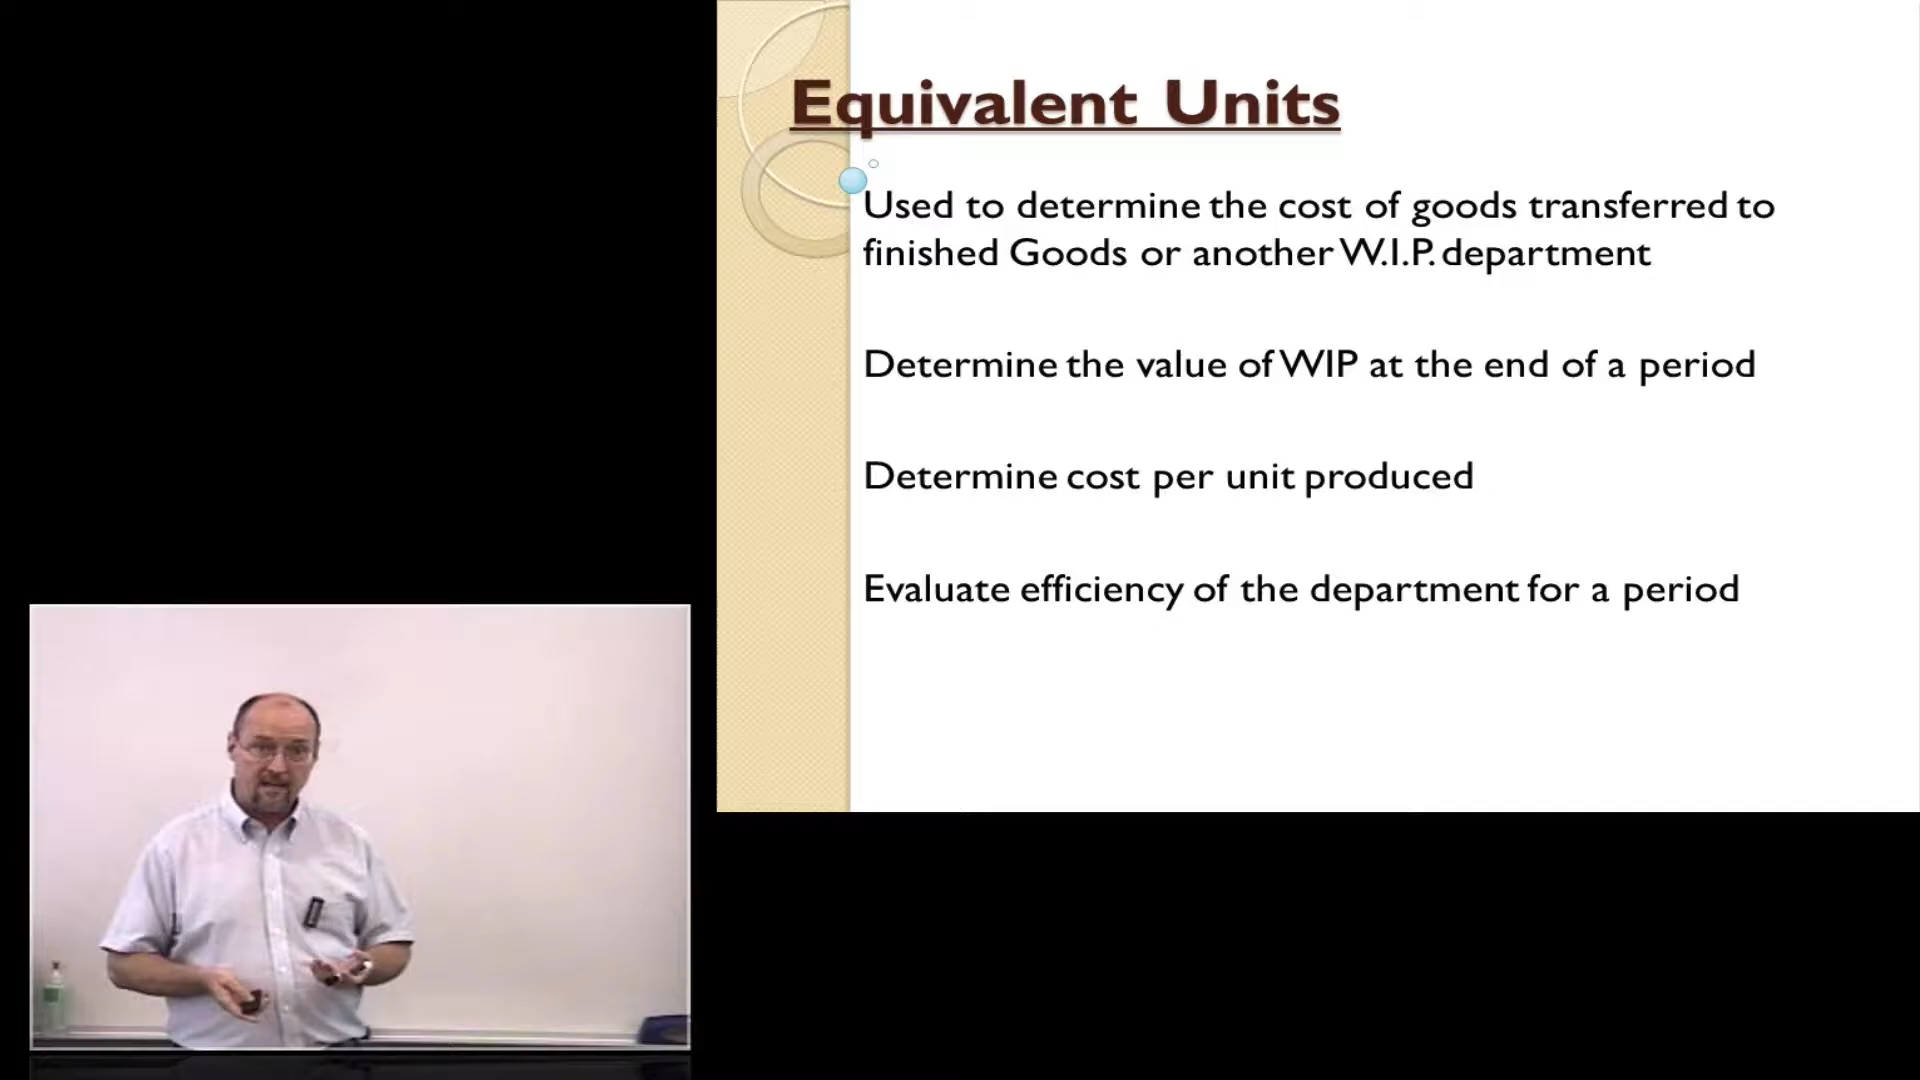 Equivalent Units
Used to determine the cost of goods transferred to
finished Goods or another W.I.P. department
Determine the value of WIP at the end of a period
Determine cost per unit produced
Evaluate efficiency of the department for a period